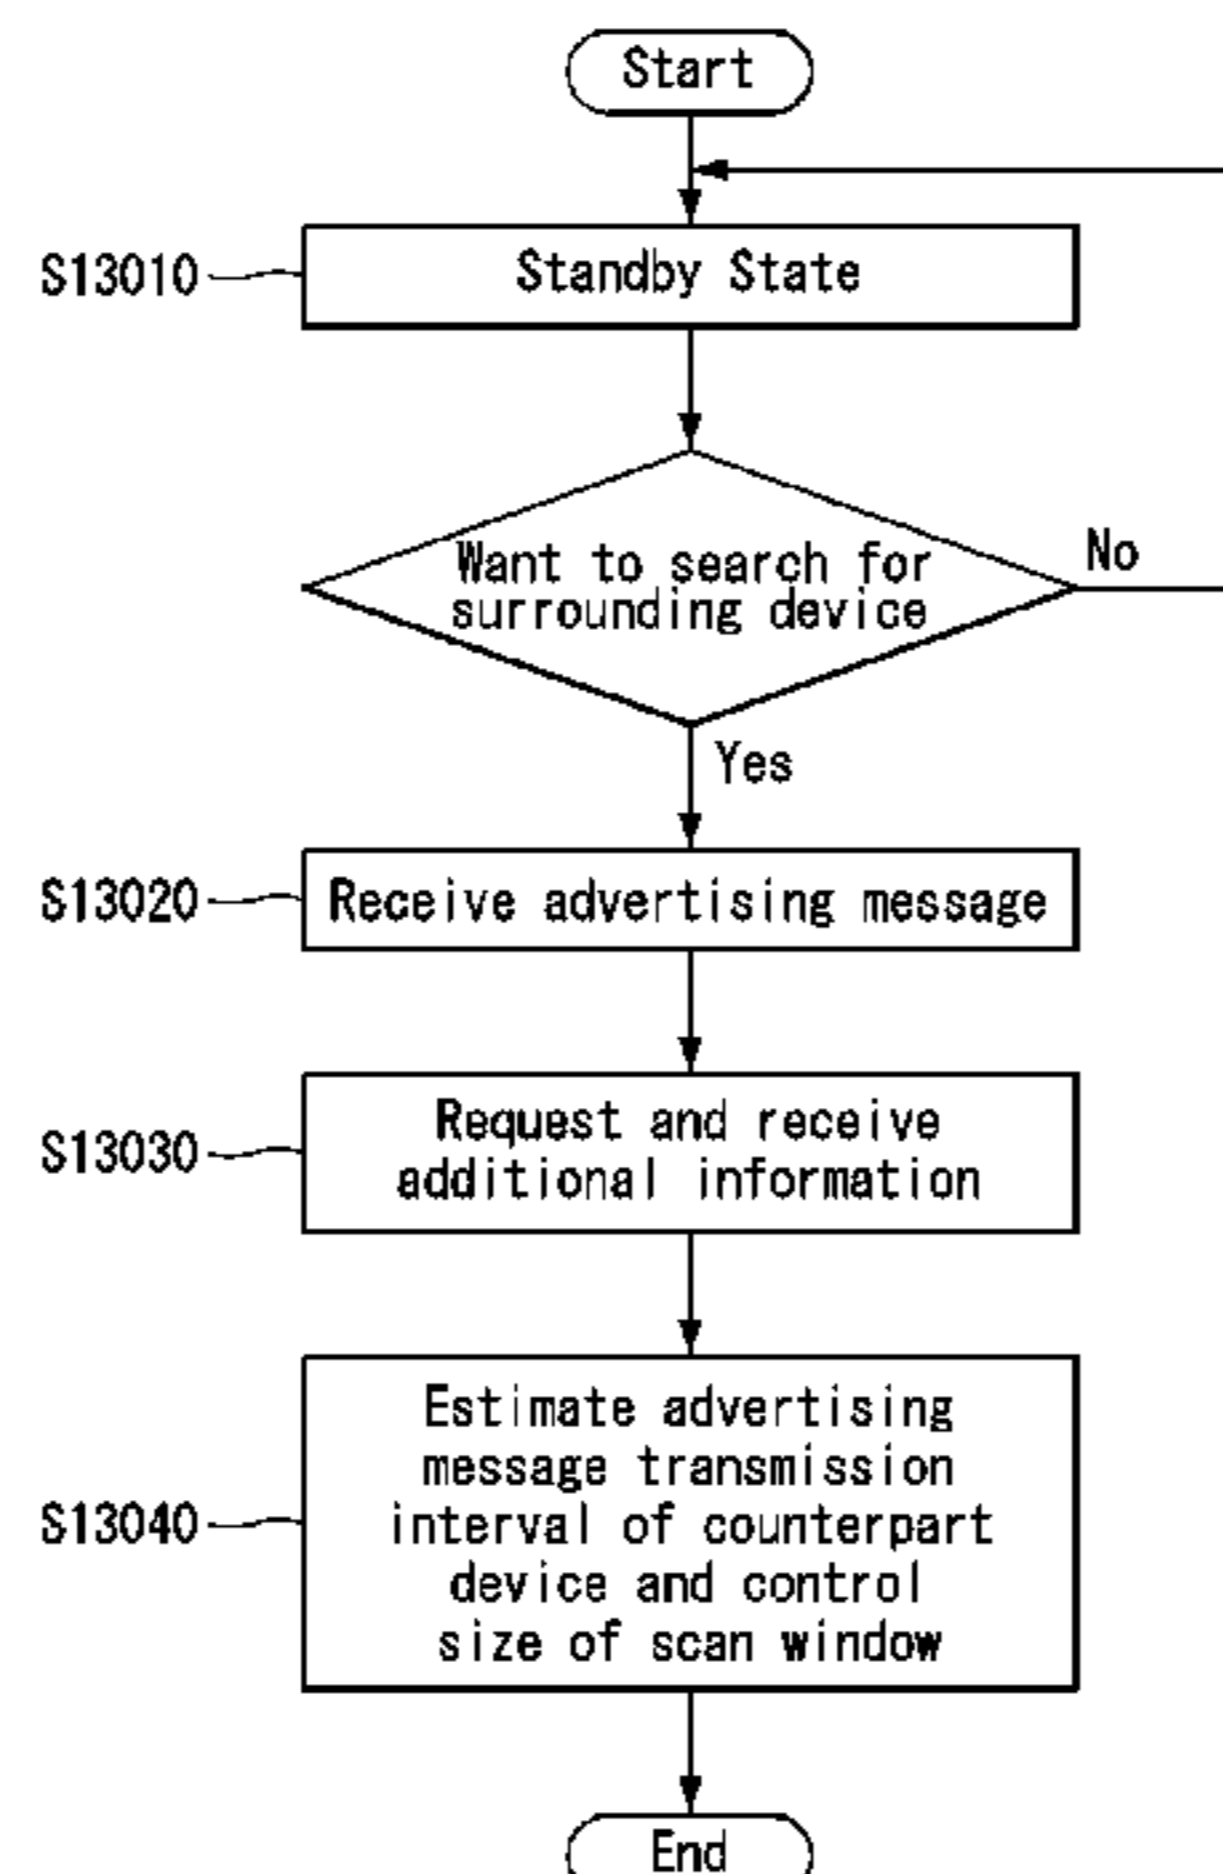 Start
S13010
Standby State
Want to search for
surrounding device
No
Yes
S13020
Receive advertising message
S13030
Request and receive
additional information
S13040
Estimate advertising
message transmission
interval of counterpart
device and control
size of scan window
End